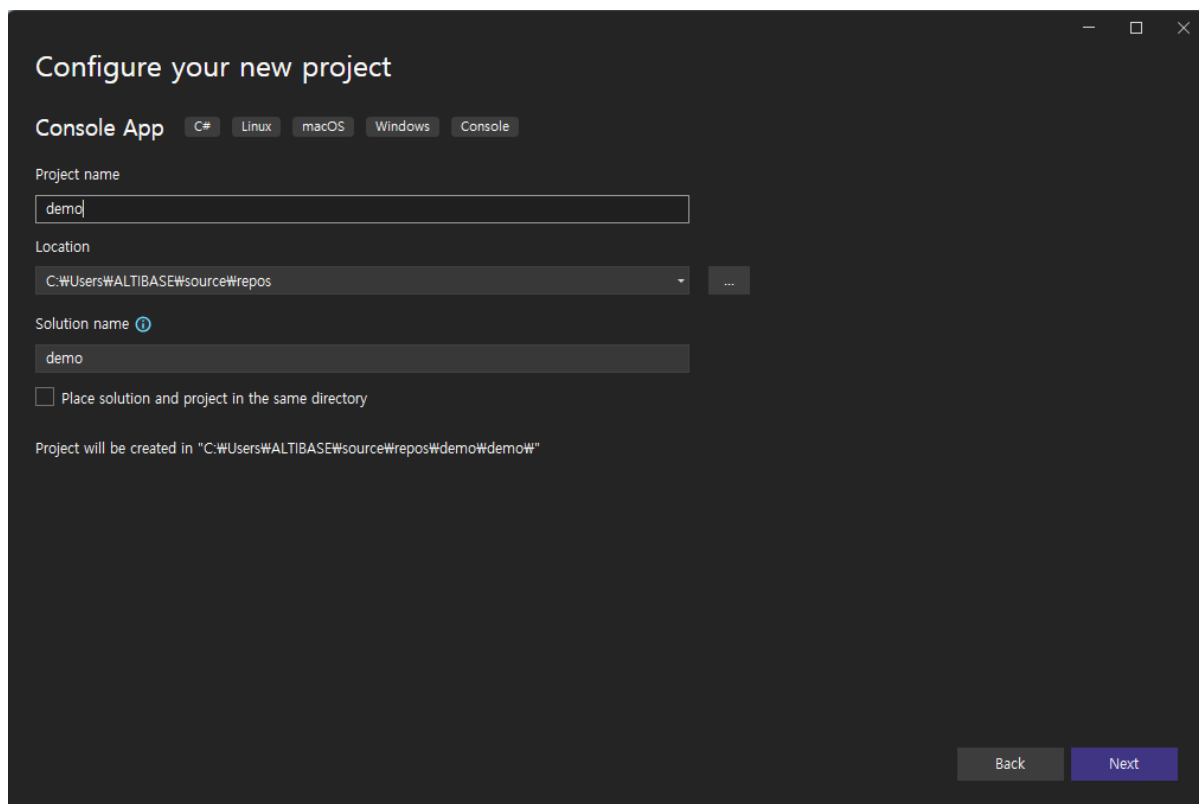 Configure your new project
Console App C# Linux macOS Windows Console
Project name
demo
Location
C:₩Users₩ALTIBASE₩source₩repos
...
Solution name
demo
Place solution and project in the same directory
Project will be created in "C:₩Users₩ALTIBASE₩source₩repos₩demo₩demo₩"
Back Next